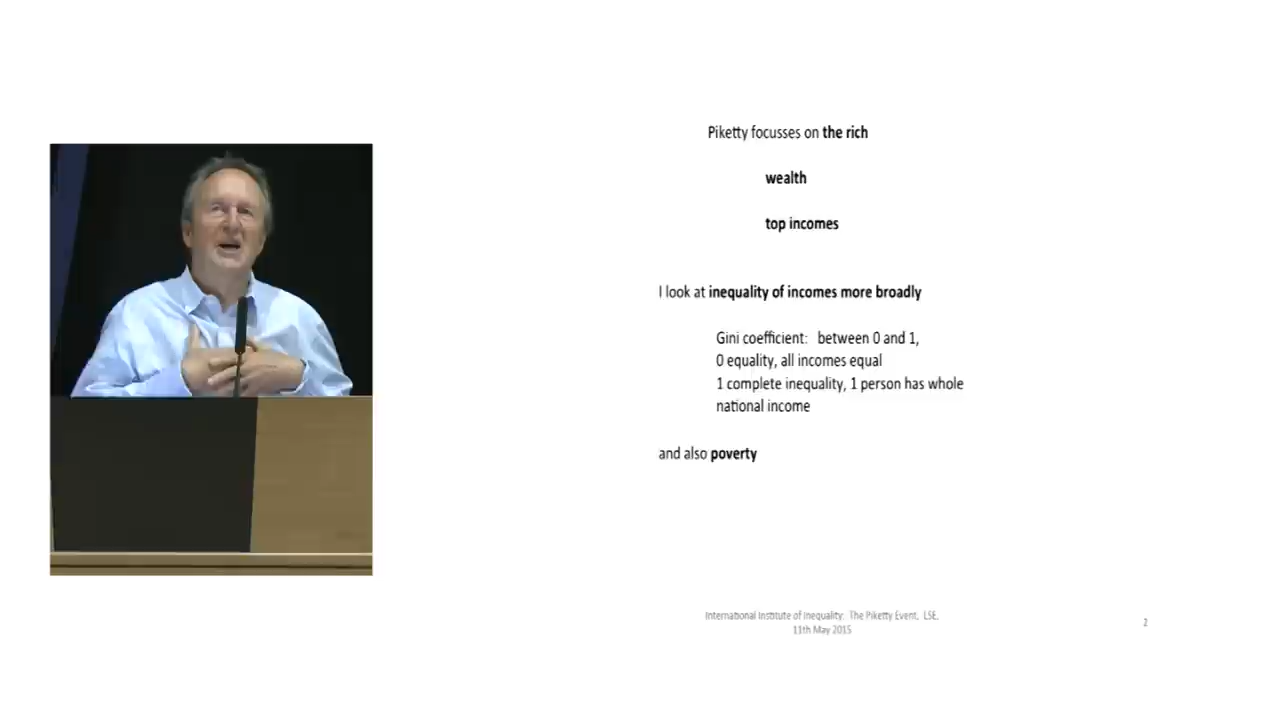 Piketty focusses on the rich
wealth
top incomes
I look at inequality of incomes more broadly
Gini coefficient: between 0 and 1,
0 equality, all incomes equal
1 complete inequality, 1 person has whole
national income
and also poverty
International Institute of Inequality: The Piketty Event, LSE,
11th May 2015
2